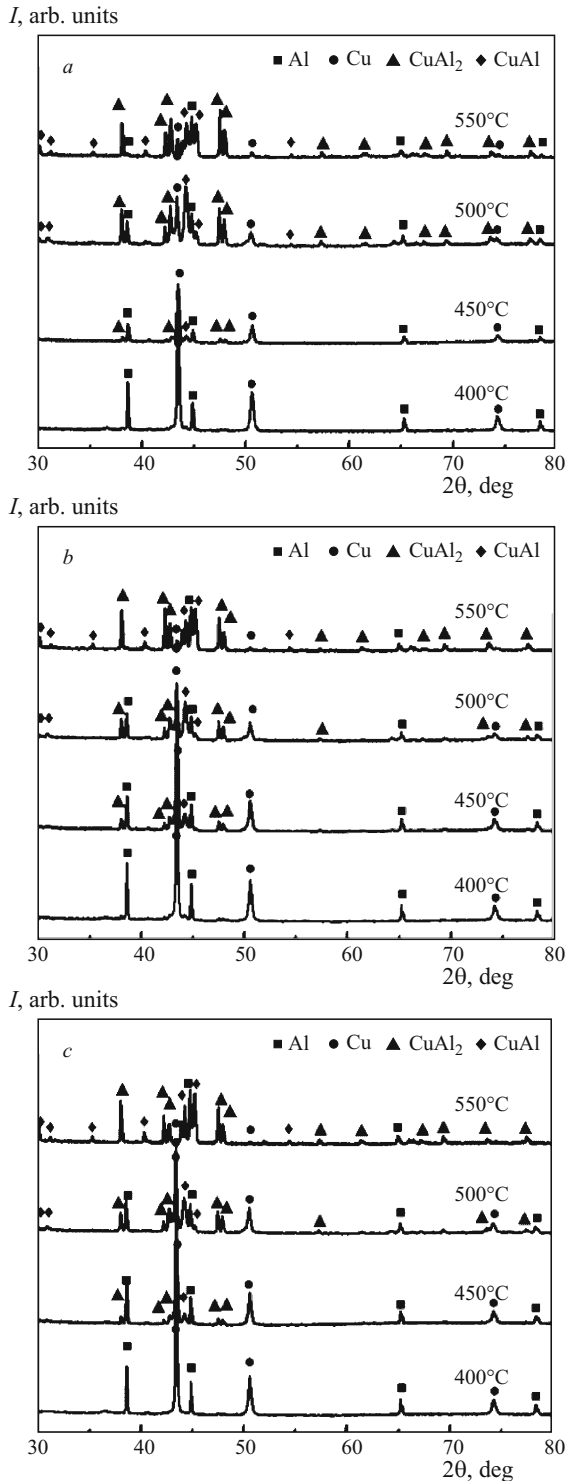 I, arb. units
a
■ Al ● Cu ▲ CuAl₂ ◆ CuAl
550°C
500°C
450°C
400°C
30 40 50 60 70 80
2θ, deg
I, arb. units
b
■ Al ● Cu ▲ CuAl₂ ◆ CuAl
550°C
500°C
450°C
400°C
30 40 50 60 70 80
2θ, deg
I, arb. units
c
■ Al ● Cu ▲ CuAl₂ ◆ CuAl
550°C
500°C
450°C
400°C
30 40 50 60 70 80
2θ, deg